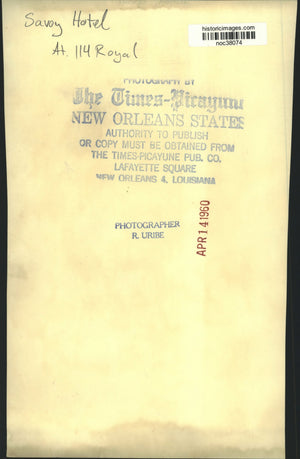 Savoy Hotel
At. 114 Royal
historicimages.com
noc38074
PHOTOGRAPH BY
The Times-Picayune
NEW ORLEANS STATES
AUTHORITY TO PUBLISH
OR COPY MUST BE OBTAINED FROM
THE TIMES-PICAYUNE PUB. CO.
LAFAYETTE SQUARE
NEW ORLEANS 4, LOUISIANA
PHOTOGRAPHER
R. URIBE
APR 14 1960